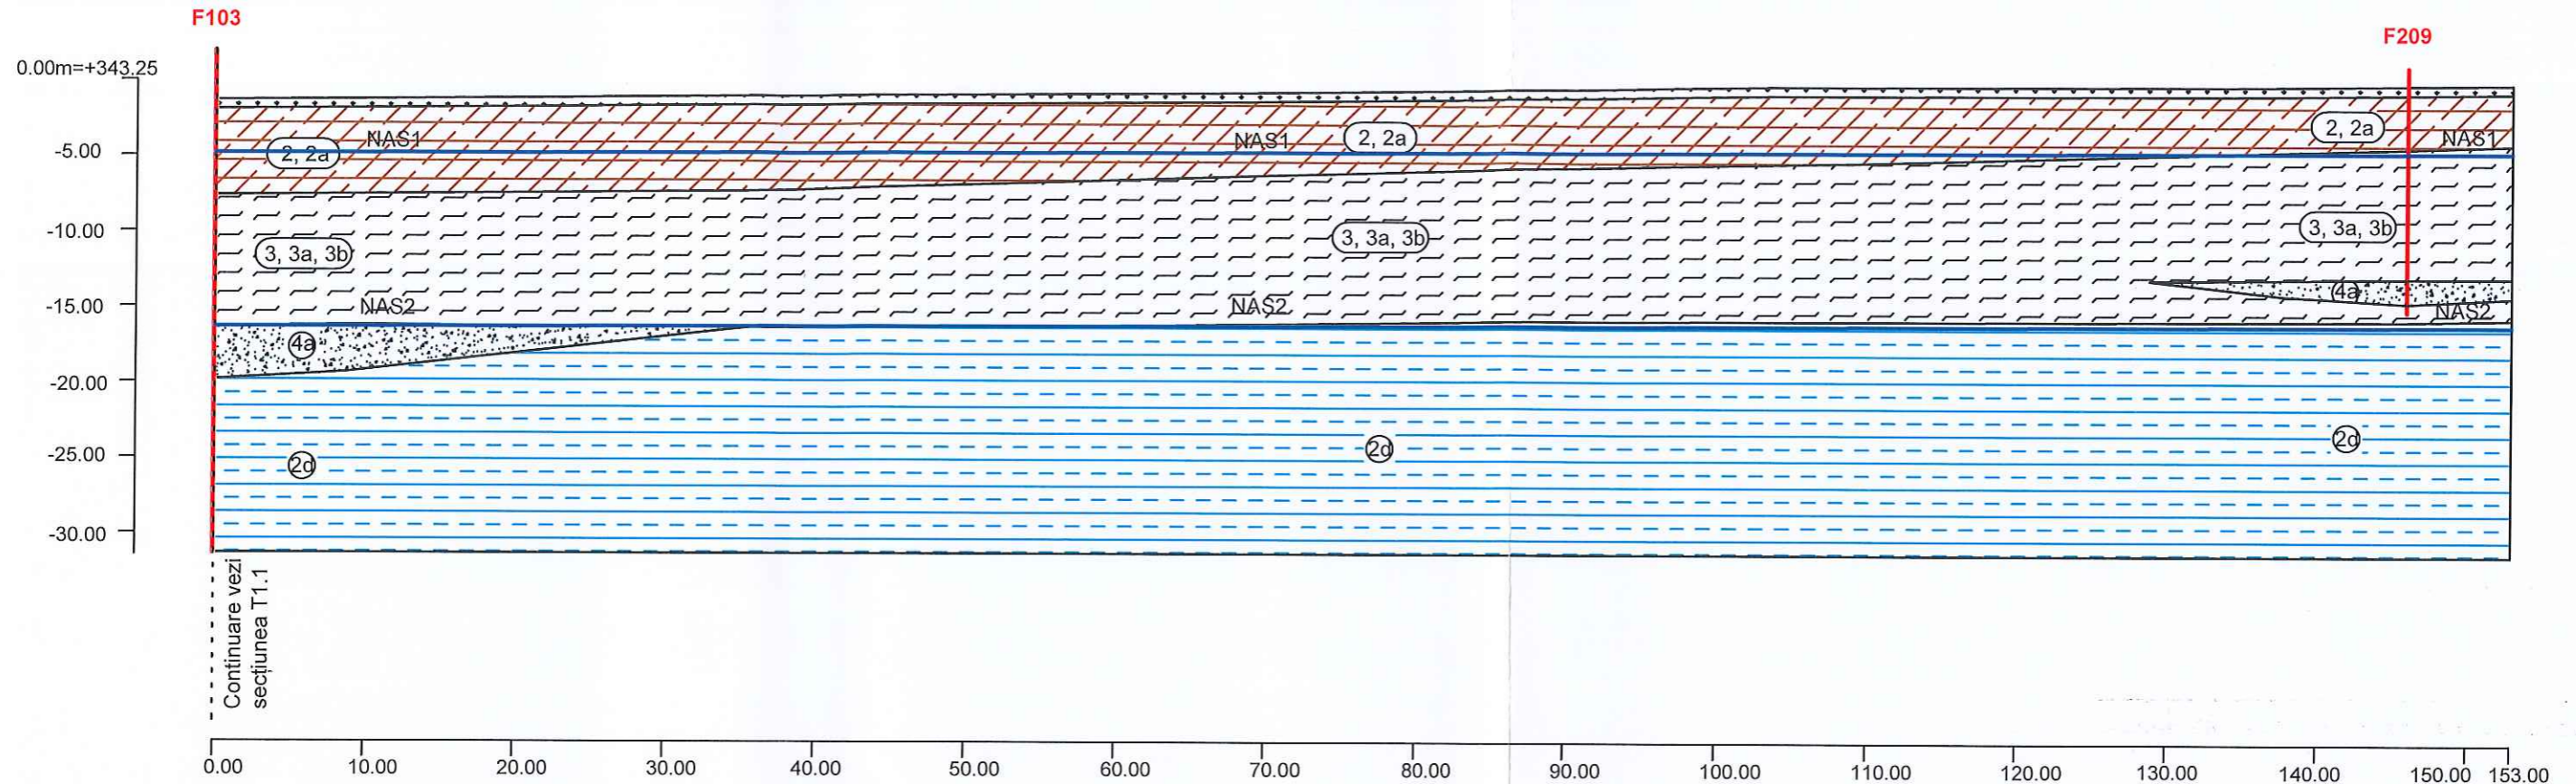 F103
F209
0.00m=+343.25
NAS1
NAS1
2, 2a
2, 2a
NAS1
-5.00
2, 2a
-10.00
3, 3a, 3b
3, 3a, 3b
3, 3a, 3b
-15.00
NAS2
NAS2
4a
NAS2
4a
-20.00
-25.00
2d
2d
2d
-30.00
Continuare vezi
secțiunea T1.1
0.00
10.00
20.00
30.00
40.00
50.00
60.00
70.00
80.00
90.00
100.00
110.00
120.00
130.00
140.00
150.00
153.00